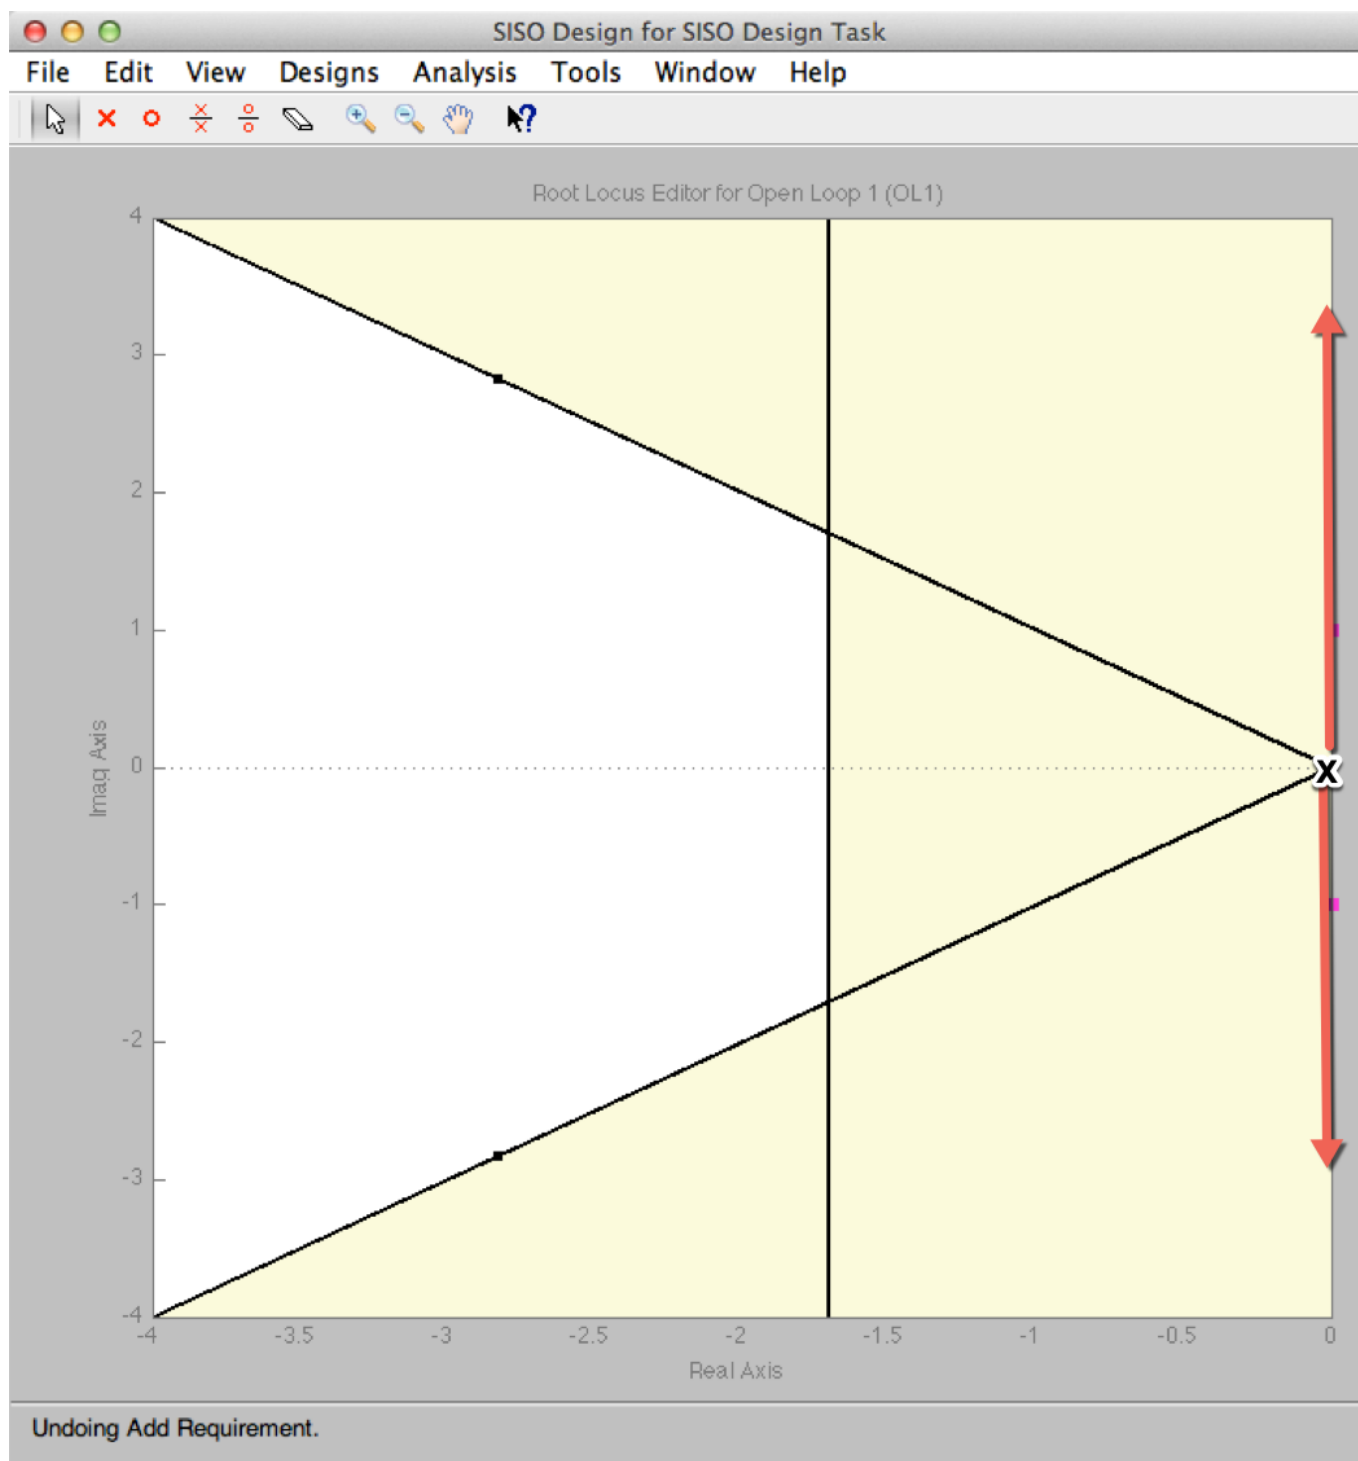 SISO Design for SISO Design Task
File Edit View Designs Analysis Tools Window Help
Root Locus Editor for Open Loop 1 (OL1)
4
3
2
1
0
-1
-2
-3
-4
Imag Axis
-4 -3.5 -3 -2.5 -2 -1.5 -1 -0.5 0
Real Axis
X
Undoing Add Requirement.